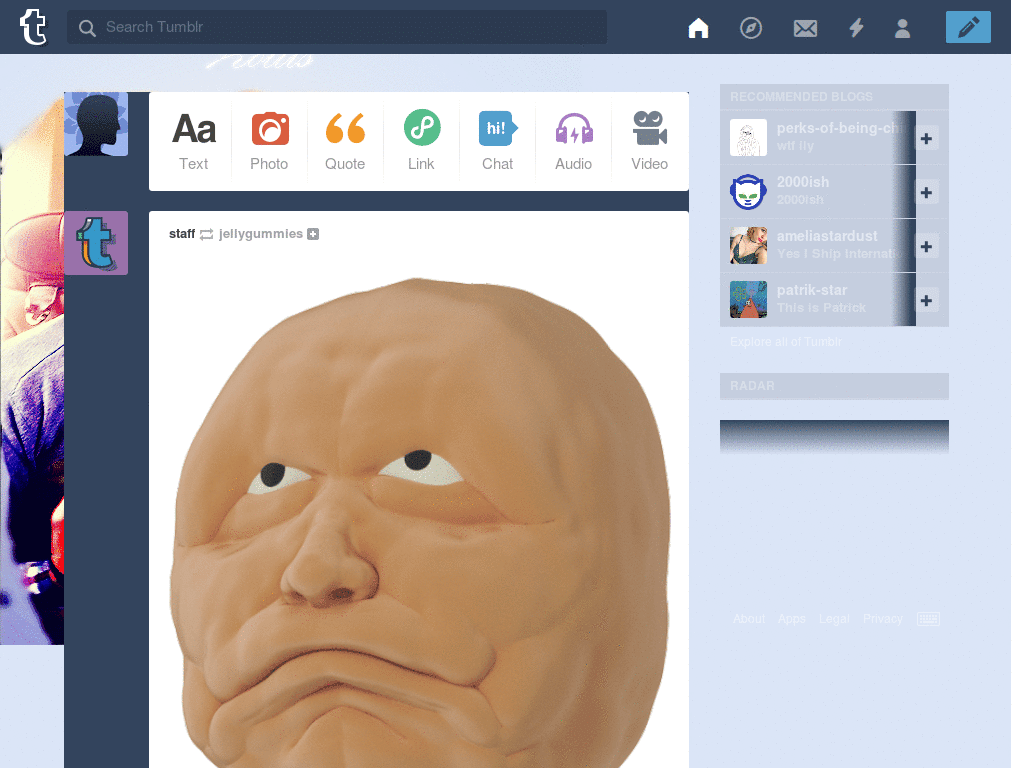 Search Tumblr
Aa
Text
Photo
Quote
Link
hi!
Chat
Audio
Video
staff jellygummies
RECOMMENDED BLOGS
perks-of-being-ch
wtf lly
2000ish
2000ish
ameliastardust
Yes I Ship Internatio
patrik-star
This is Patrick
Explore all of Tumblr
RADAR
About Apps Legal Privacy